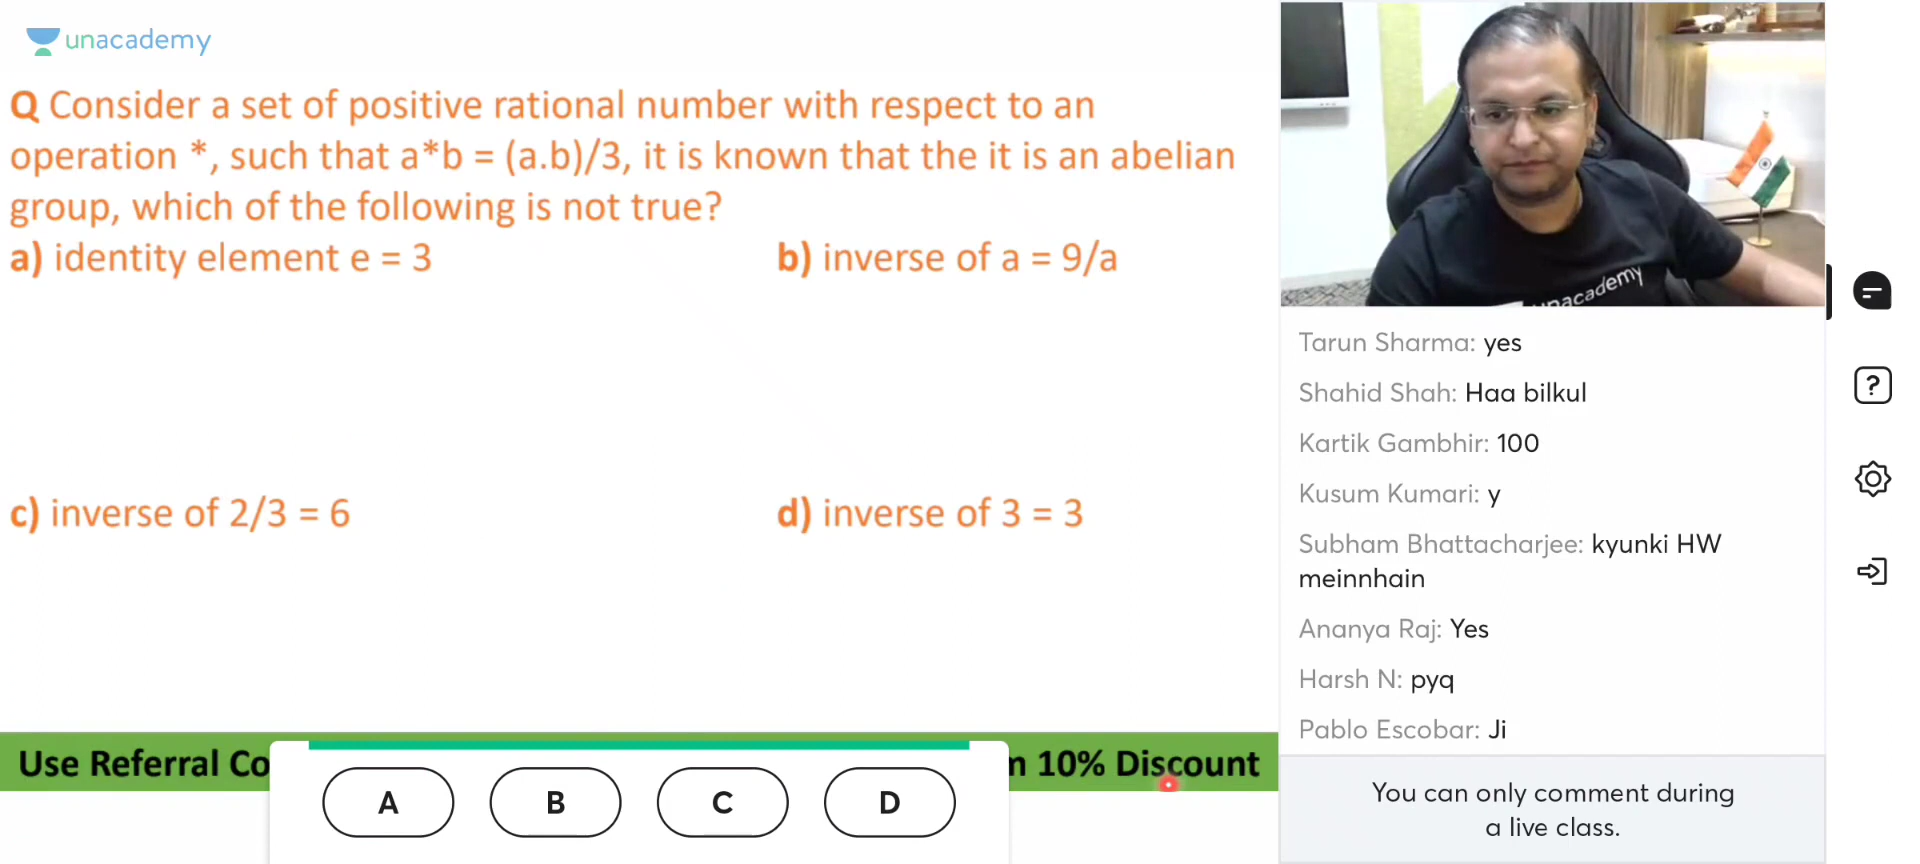 unacademy
Q Consider a set of positive rational number with respect to an
operation *, such that a*b = (a.b)/3, it is known that the it is an abelian
group, which of the following is not true?
a) identity element e = 3
b) inverse of a = 9/a
c) inverse of 2/3 = 6
d) inverse of 3 = 3
Use Referral Co
10% Discount
A
B
C
D
unacademy
Tarun Sharma: yes
Shahid Shah: Haa bilkul
Kartik Gambhir: 100
Kusum Kumari: y
Subham Bhattacharjee: kyunki HW
meinnhain
Ananya Raj: Yes
Harsh N: pyq
Pablo Escobar: Ji
You can only comment during
a live class.
?